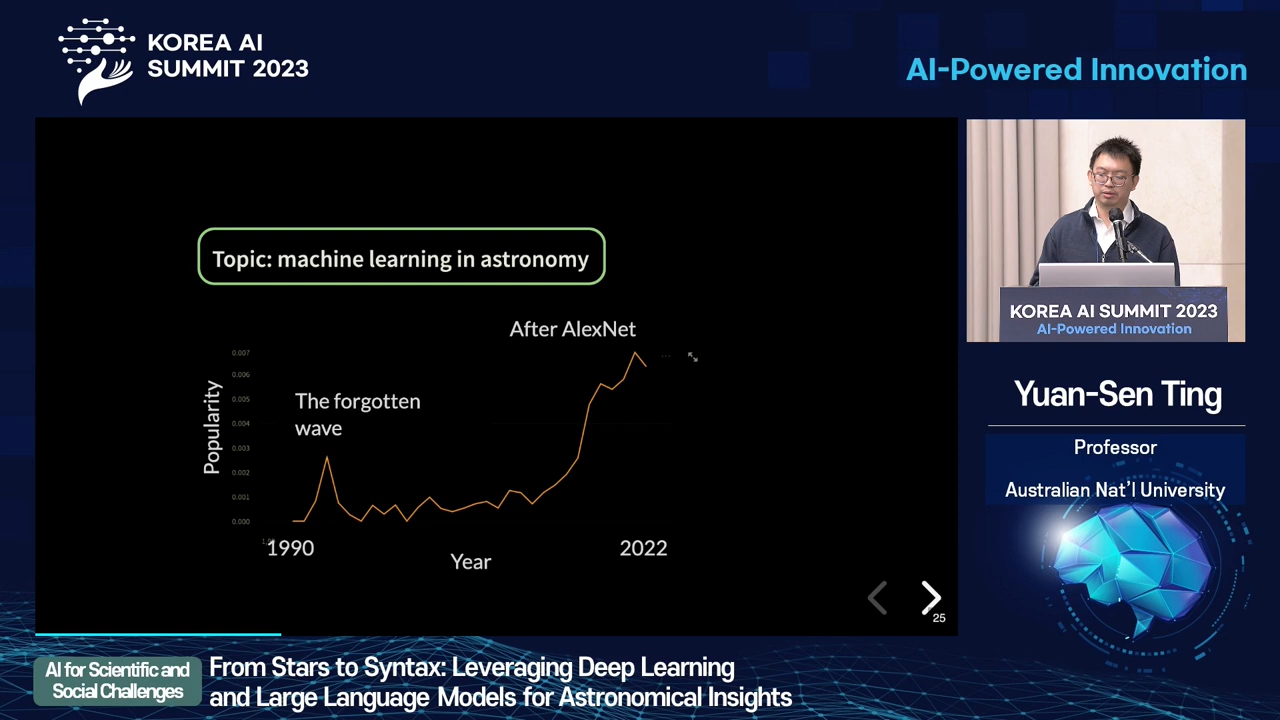 KOREA AI
SUMMIT 2023
AI-Powered Innovation
Topic: machine learning in astronomy
After AlexNet
The forgotten
wave
Popularity
0.007
0.006
0.005
0.004
0.003
0.002
0.001
0.000
1990
2022
Year
25
KOREA AI SUMMIT 2023
AI-Powered Innovation
Yuan-Sen Ting
Professor
Australian Nat'l University
AI for Scientific and
Social Challenges
From Stars to Syntax: Leveraging Deep Learning
and Large Language Models for Astronomical Insights